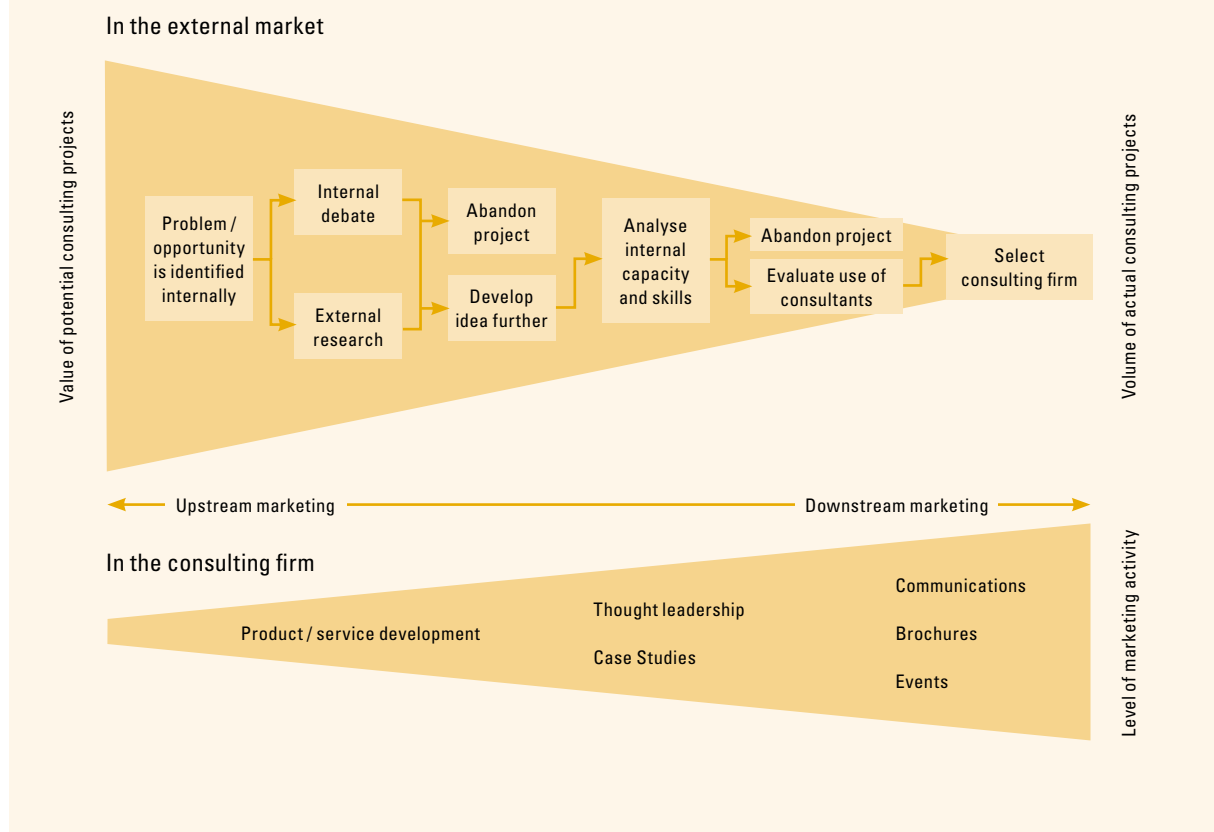 In the external market
Value of potential consulting projects
Problem /
opportunity
is identified
internally
Internal
debate
External
research
Abandon
project
Develop
idea further
Analyse
internal
capacity
and skills
Abandon project
Evaluate use of
consultants
Select
consulting firm
Volume of actual consulting projects
Upstream marketing
Downstream marketing
In the consulting firm
Product / service development
Thought leadership
Case Studies
Communications
Brochures
Events
Level of marketing activity